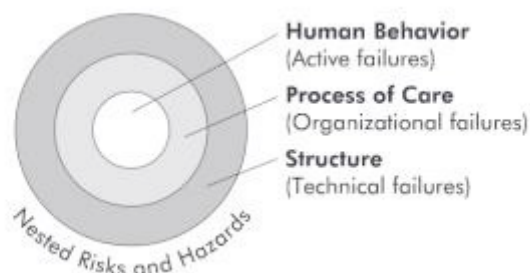 Human Behavior
(Active failures)
Process of Care
(Organizational failures)
Structure
(Technical failures)
Nested Risks and Hazards